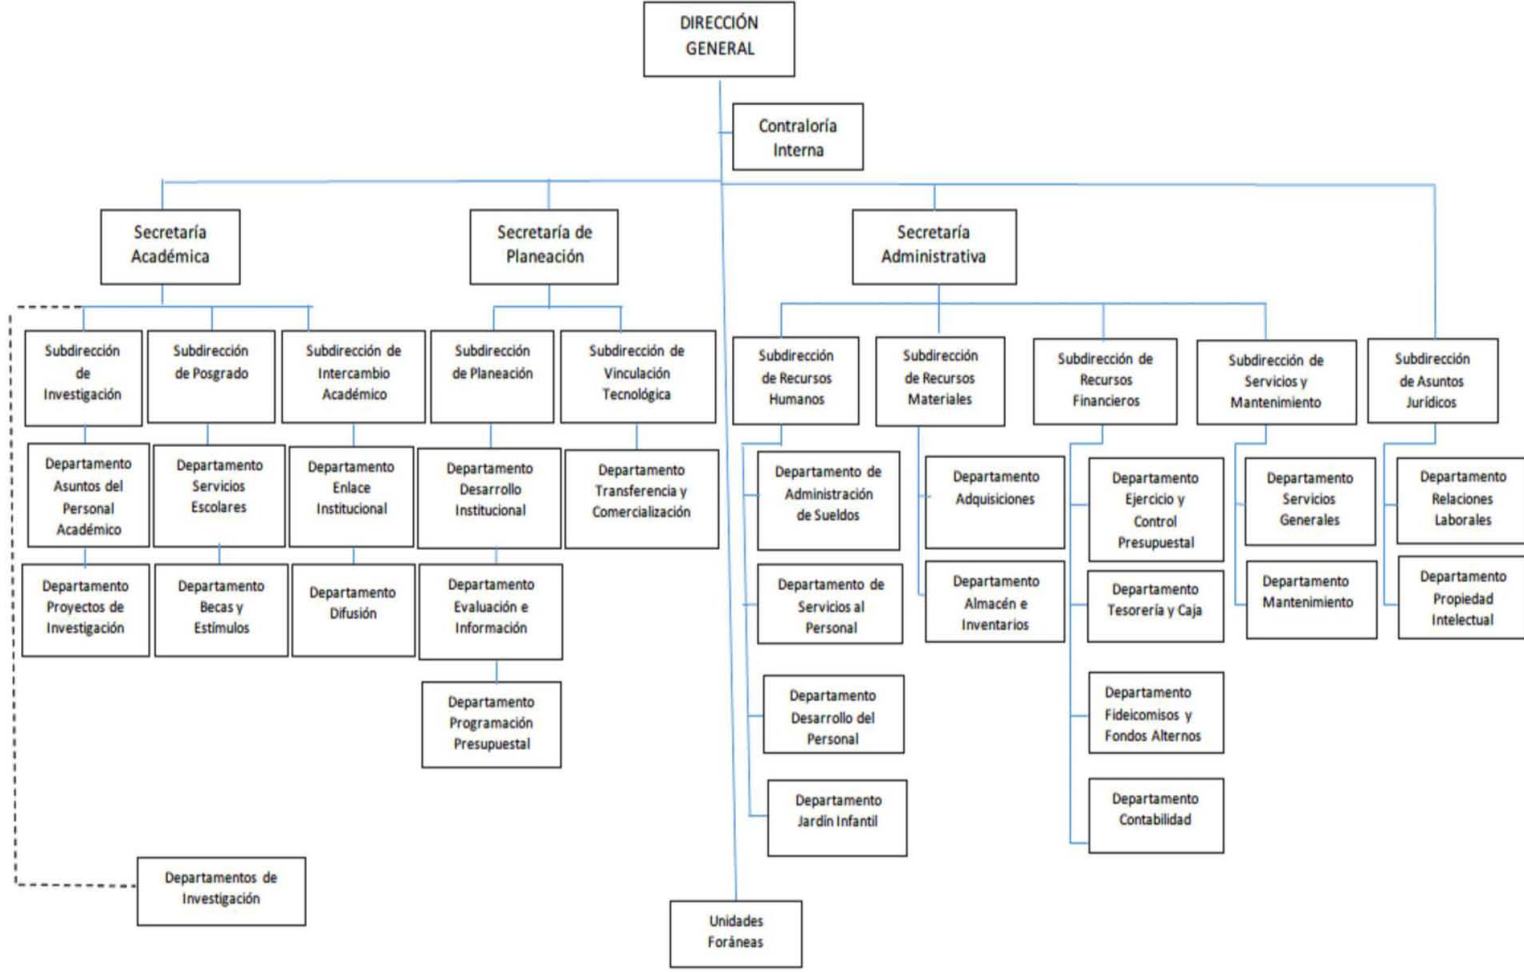 DIRECCIÓN
GENERAL
Contraloría
Interna
Secretaría
Académica
Secretaría de
Planeación
Secretaría
Administrativa
Subdirección
de
Investigación
Subdirección
de Posgrado
Subdirección de
Intercambio
Académico
Subdirección
de Planeación
Subdirección de
Vinculación
Tecnológica
Subdirección
de Recursos
Humanos
Subdirección
de Recursos
Materiales
Subdirección de
Recursos
Financieros
Subdirección de
Servicios y
Mantenimiento
Subdirección
de Asuntos
Jurídicos
Departamento
Asuntos del
Personal
Académico
Departamento
Servicios
Escolares
Departamento
Enlace
Institucional
Departamento
Desarrollo
Institucional
Departamento
Transferencia y
Comercialización
Departamento de
Administración
de Sueldos
Departamento
Adquisiciones
Departamento
Ejercicio y
Control
Presupuestal
Departamento
Servicios
Generales
Departamento
Relaciones
Laborales
Departamento
Proyectos de
Investigación
Departamento
Becas y
Estímulos
Departamento
Difusión
Departamento
Evaluación e
Información
Departamento de
Servicios al
Personal
Departamento
Almacén e
Inventarios
Departamento
Tesorería y Caja
Departamento
Mantenimiento
Departamento
Propiedad
Intelectual
Departamento
Programación
Presupuestal
Departamento
Desarrollo del
Personal
Departamento
Fideicomisos y
Fondos Alternos
Departamento
Jardín Infantil
Departamento
Contabilidad
Departamentos de
Investigación
Unidades
Foráneas